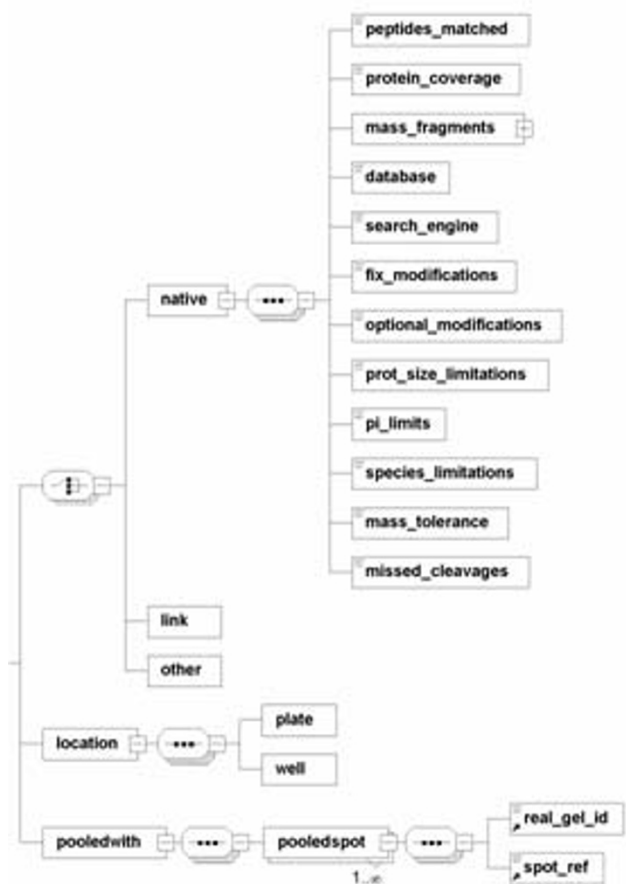 peptides_matched
protein_coverage
mass_fragments
database
search_engine
fix_modifications
native
optional_modifications
prot_size_limitations
pi_limits
species_limitations
mass_tolerance
missed_cleavages
link
other
plate
location
well
real_gel_id
pooledwith
pooledspot
1..∞
spot_ref